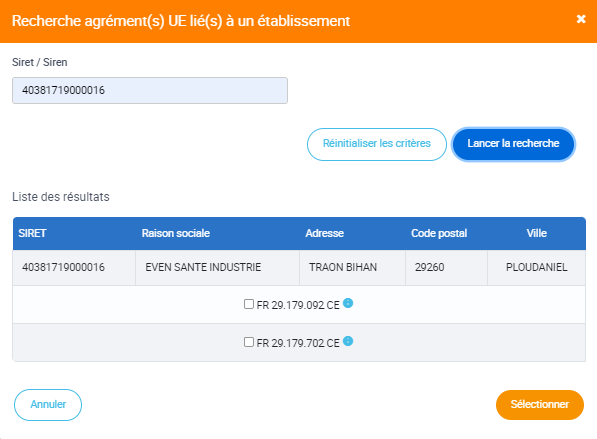 Recherche agrément(s) UE lié(s) à un établissement ×
Siret / Siren
40381719000016
Réinitialiser les critères Lancer la recherche
Liste des résultats
SIRET Raison sociale Adresse Code postal Ville
40381719000016 EVEN SANTE INDUSTRIE TRAON BIHAN 29260 PLOUDANIEL
FR 29.179.092 CE
FR 29.179.702 CE
Annuler Sélectionner